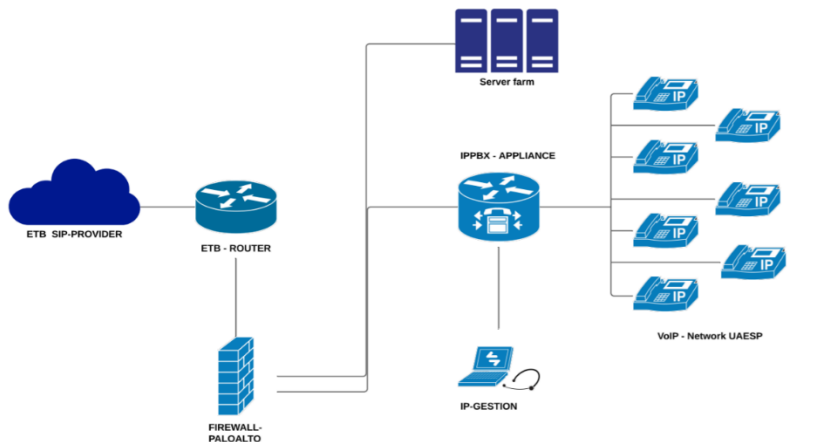 Server farm
IPPBX - APPLIANCE
IP
IP
IP
IP
IP
IP
IP
ETB  SIP-PROVIDER
ETB - ROUTER
VoIP - Network UAESP
IP-GESTION
FIREWALL-
PALOALTO